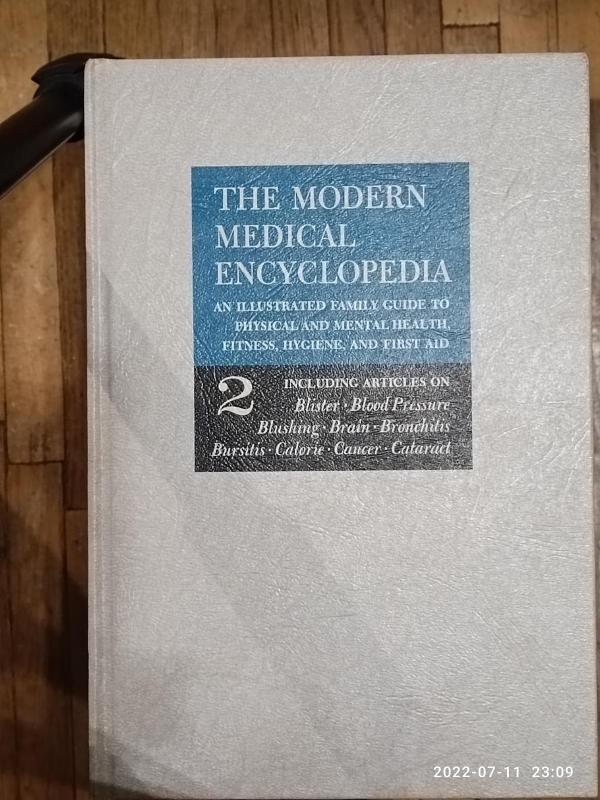 THE MODERN
MEDICAL
ENCYCLOPEDIA
AN ILLUSTRATED FAMILY GUIDE TO
PHYSICAL AND MENTAL HEALTH,
FITNESS, HYGIENE, AND FIRST AID
2
INCLUDING ARTICLES ON
Blister · Blood Pressure
Blushing · Brain · Bronchitis
Bursitis · Calorie · Cancer · Cataract
2022-07-11 23:09